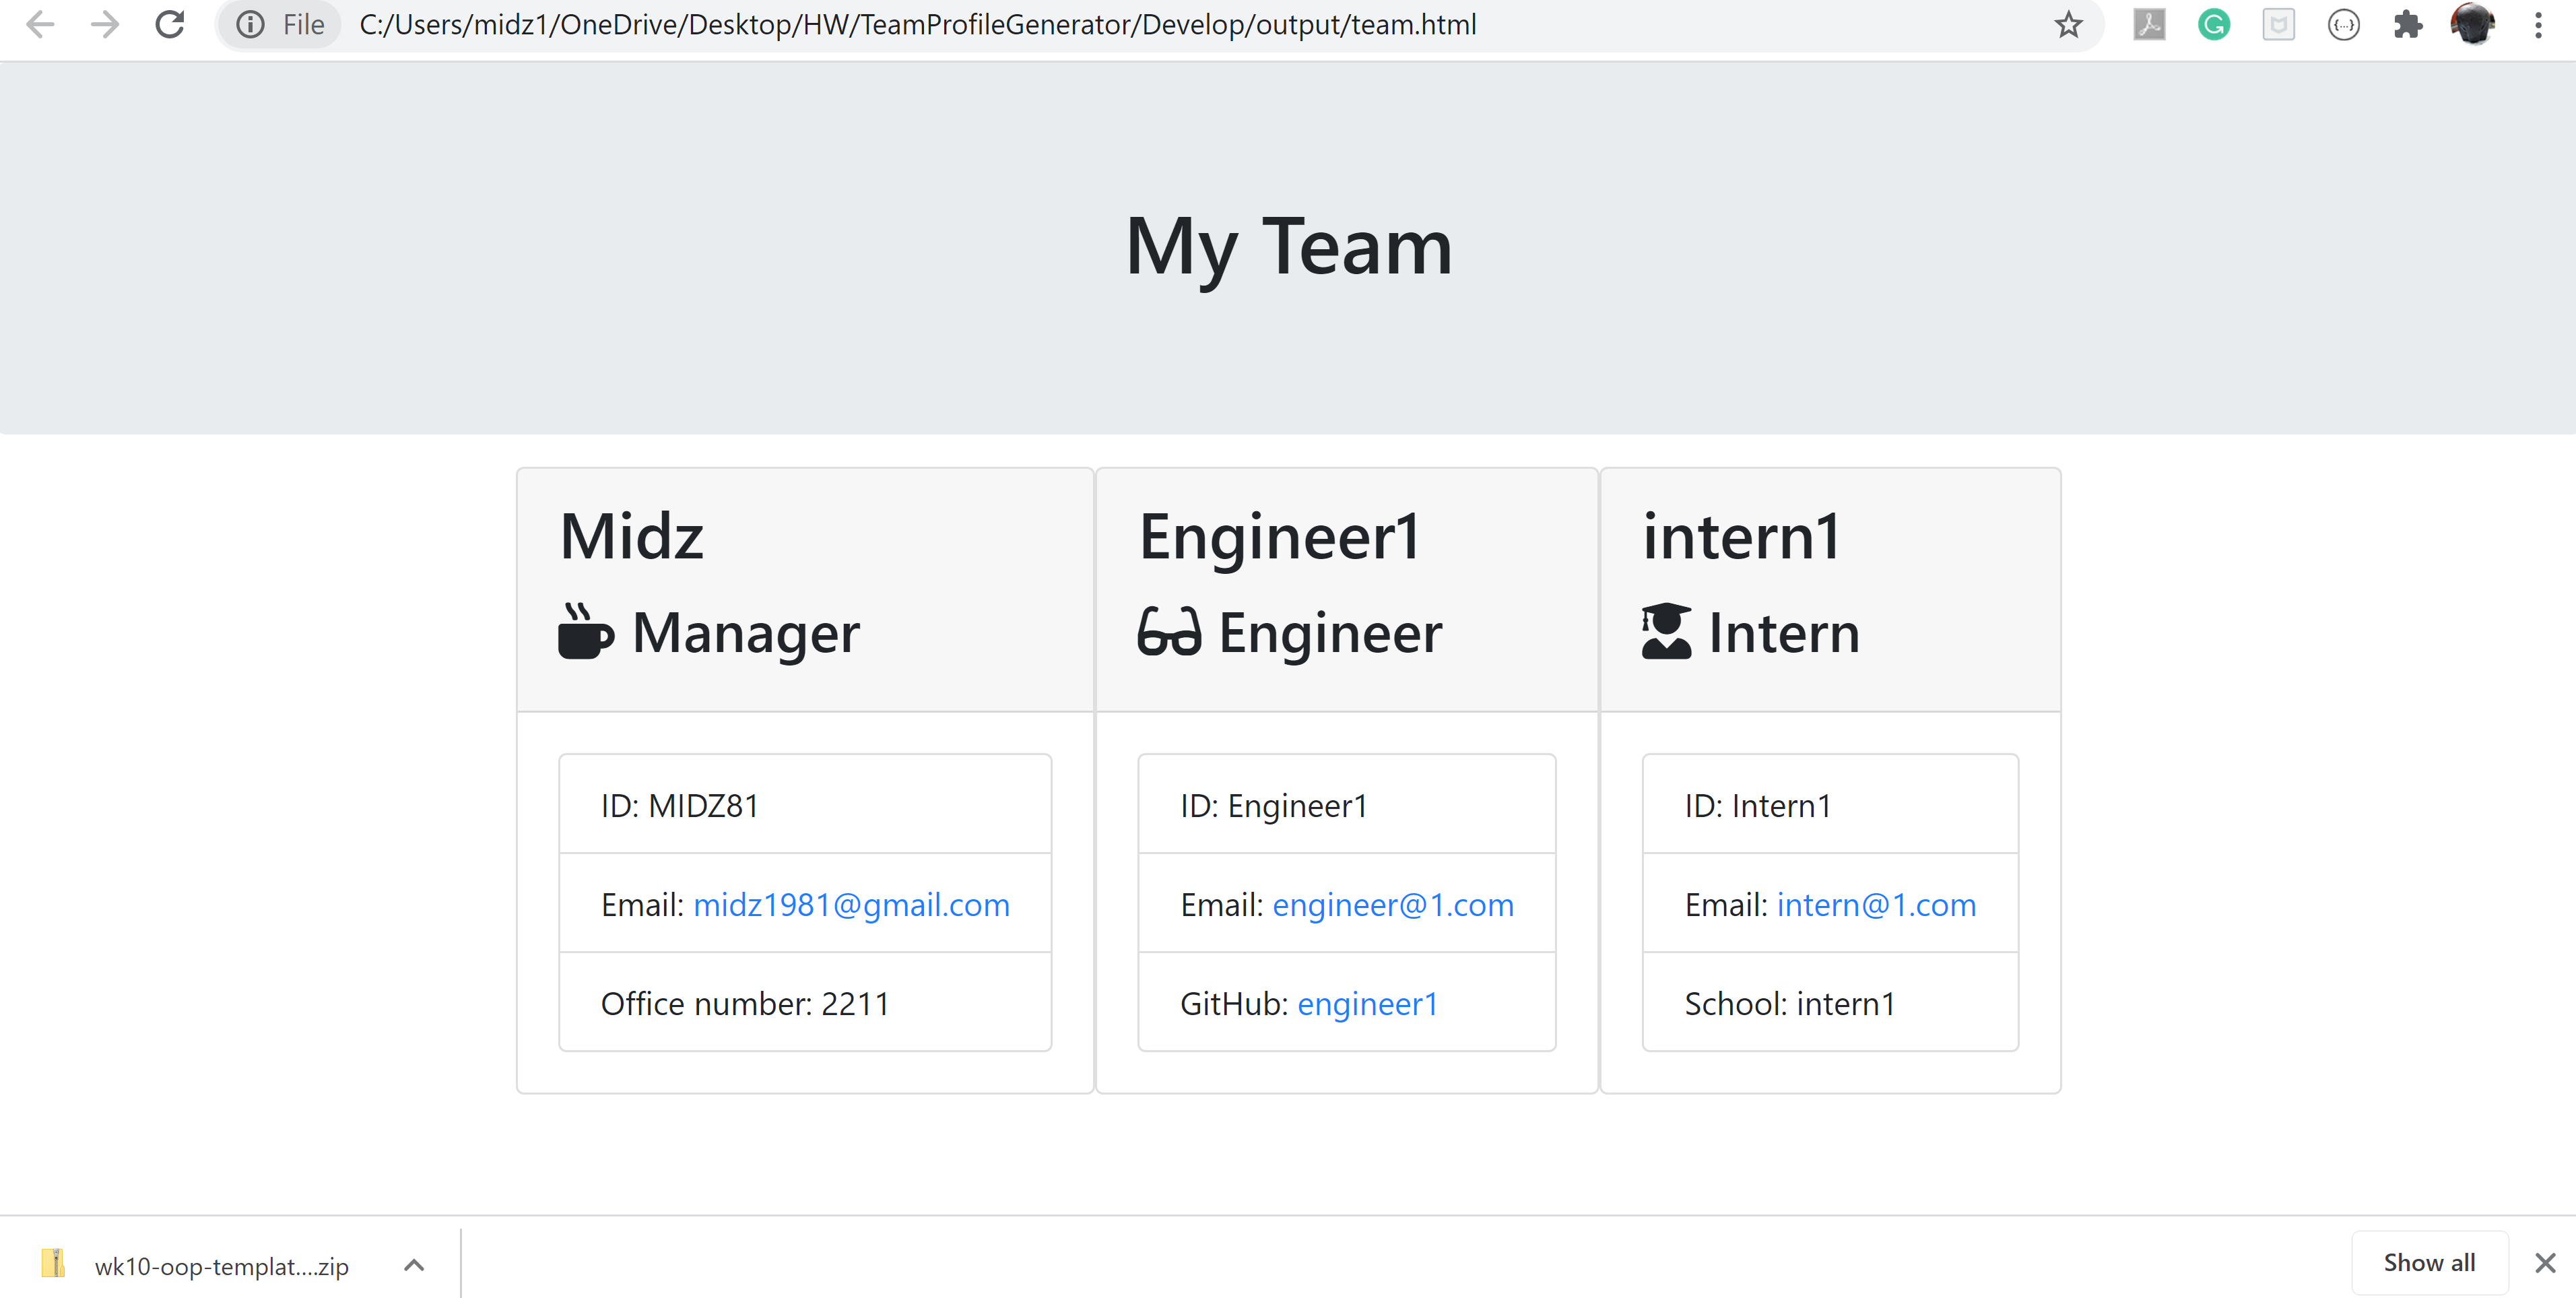 File C:/Users/midz1/OneDrive/Desktop/HW/TeamProfileGenerator/Develop/output/team.html
My Team
Midz
Manager
ID: MIDZ81
Email: midz1981@gmail.com
Office number: 2211
Engineer1
Engineer
ID: Engineer1
Email: engineer@1.com
GitHub: engineer1
intern1
Intern
ID: Intern1
Email: intern@1.com
School: intern1
wk10-oop-templat....zip
Show all